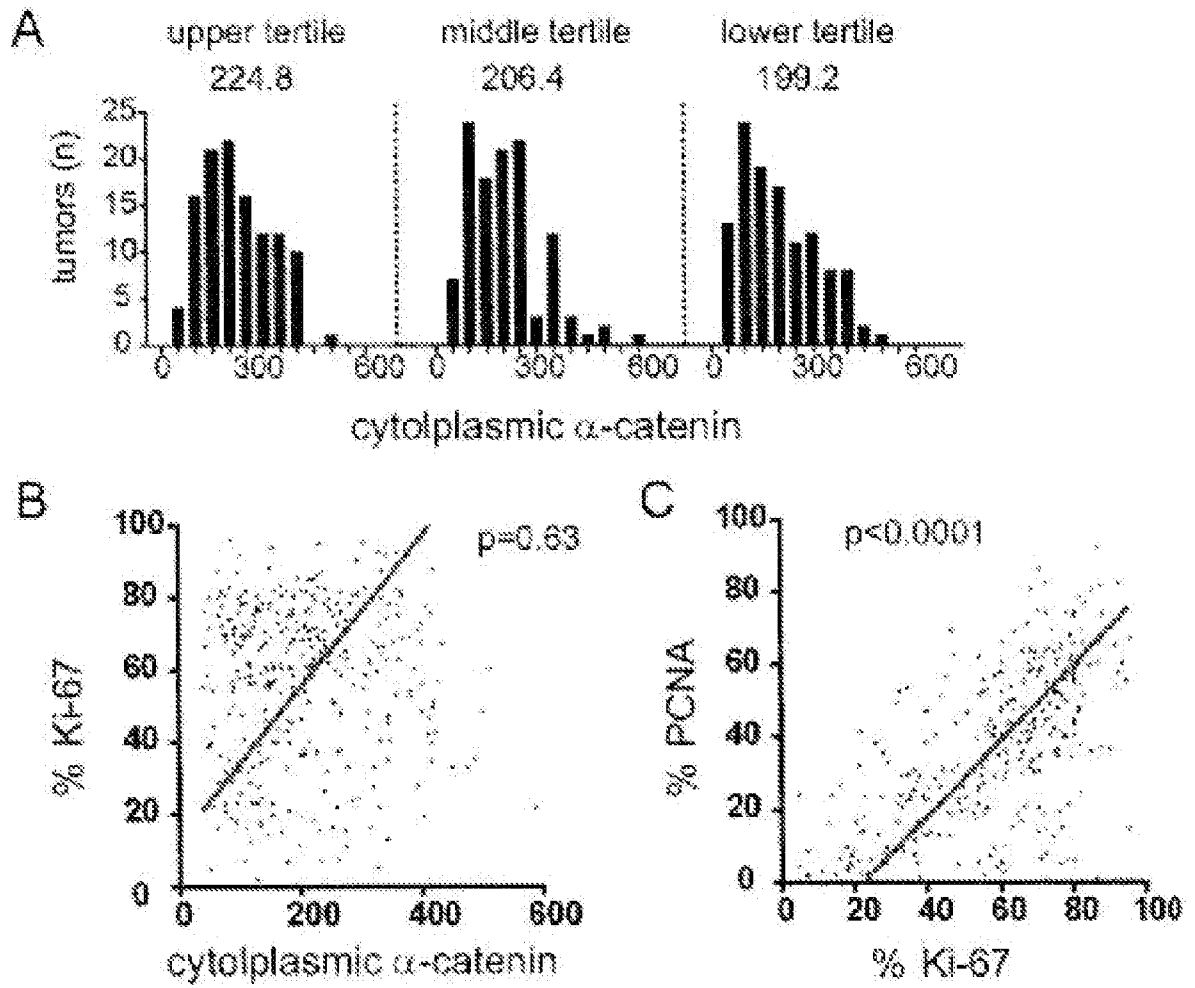 A
upper tertile
middle tertile
lower tertile
224.8
206.4
199.2
tumors (n)
25
20
15
10
5
0
0 300 600 0 300 600 0 300 600
cytolplasmic α-catenin
B
p=0.63
% Ki-67
100
80
60
40
20
0
0 200 400 600
cytolplasmic α-catenin
C
p<0.0001
% PCNA
100
80
60
40
20
0
0 20 40 60 80 100
% Ki-67